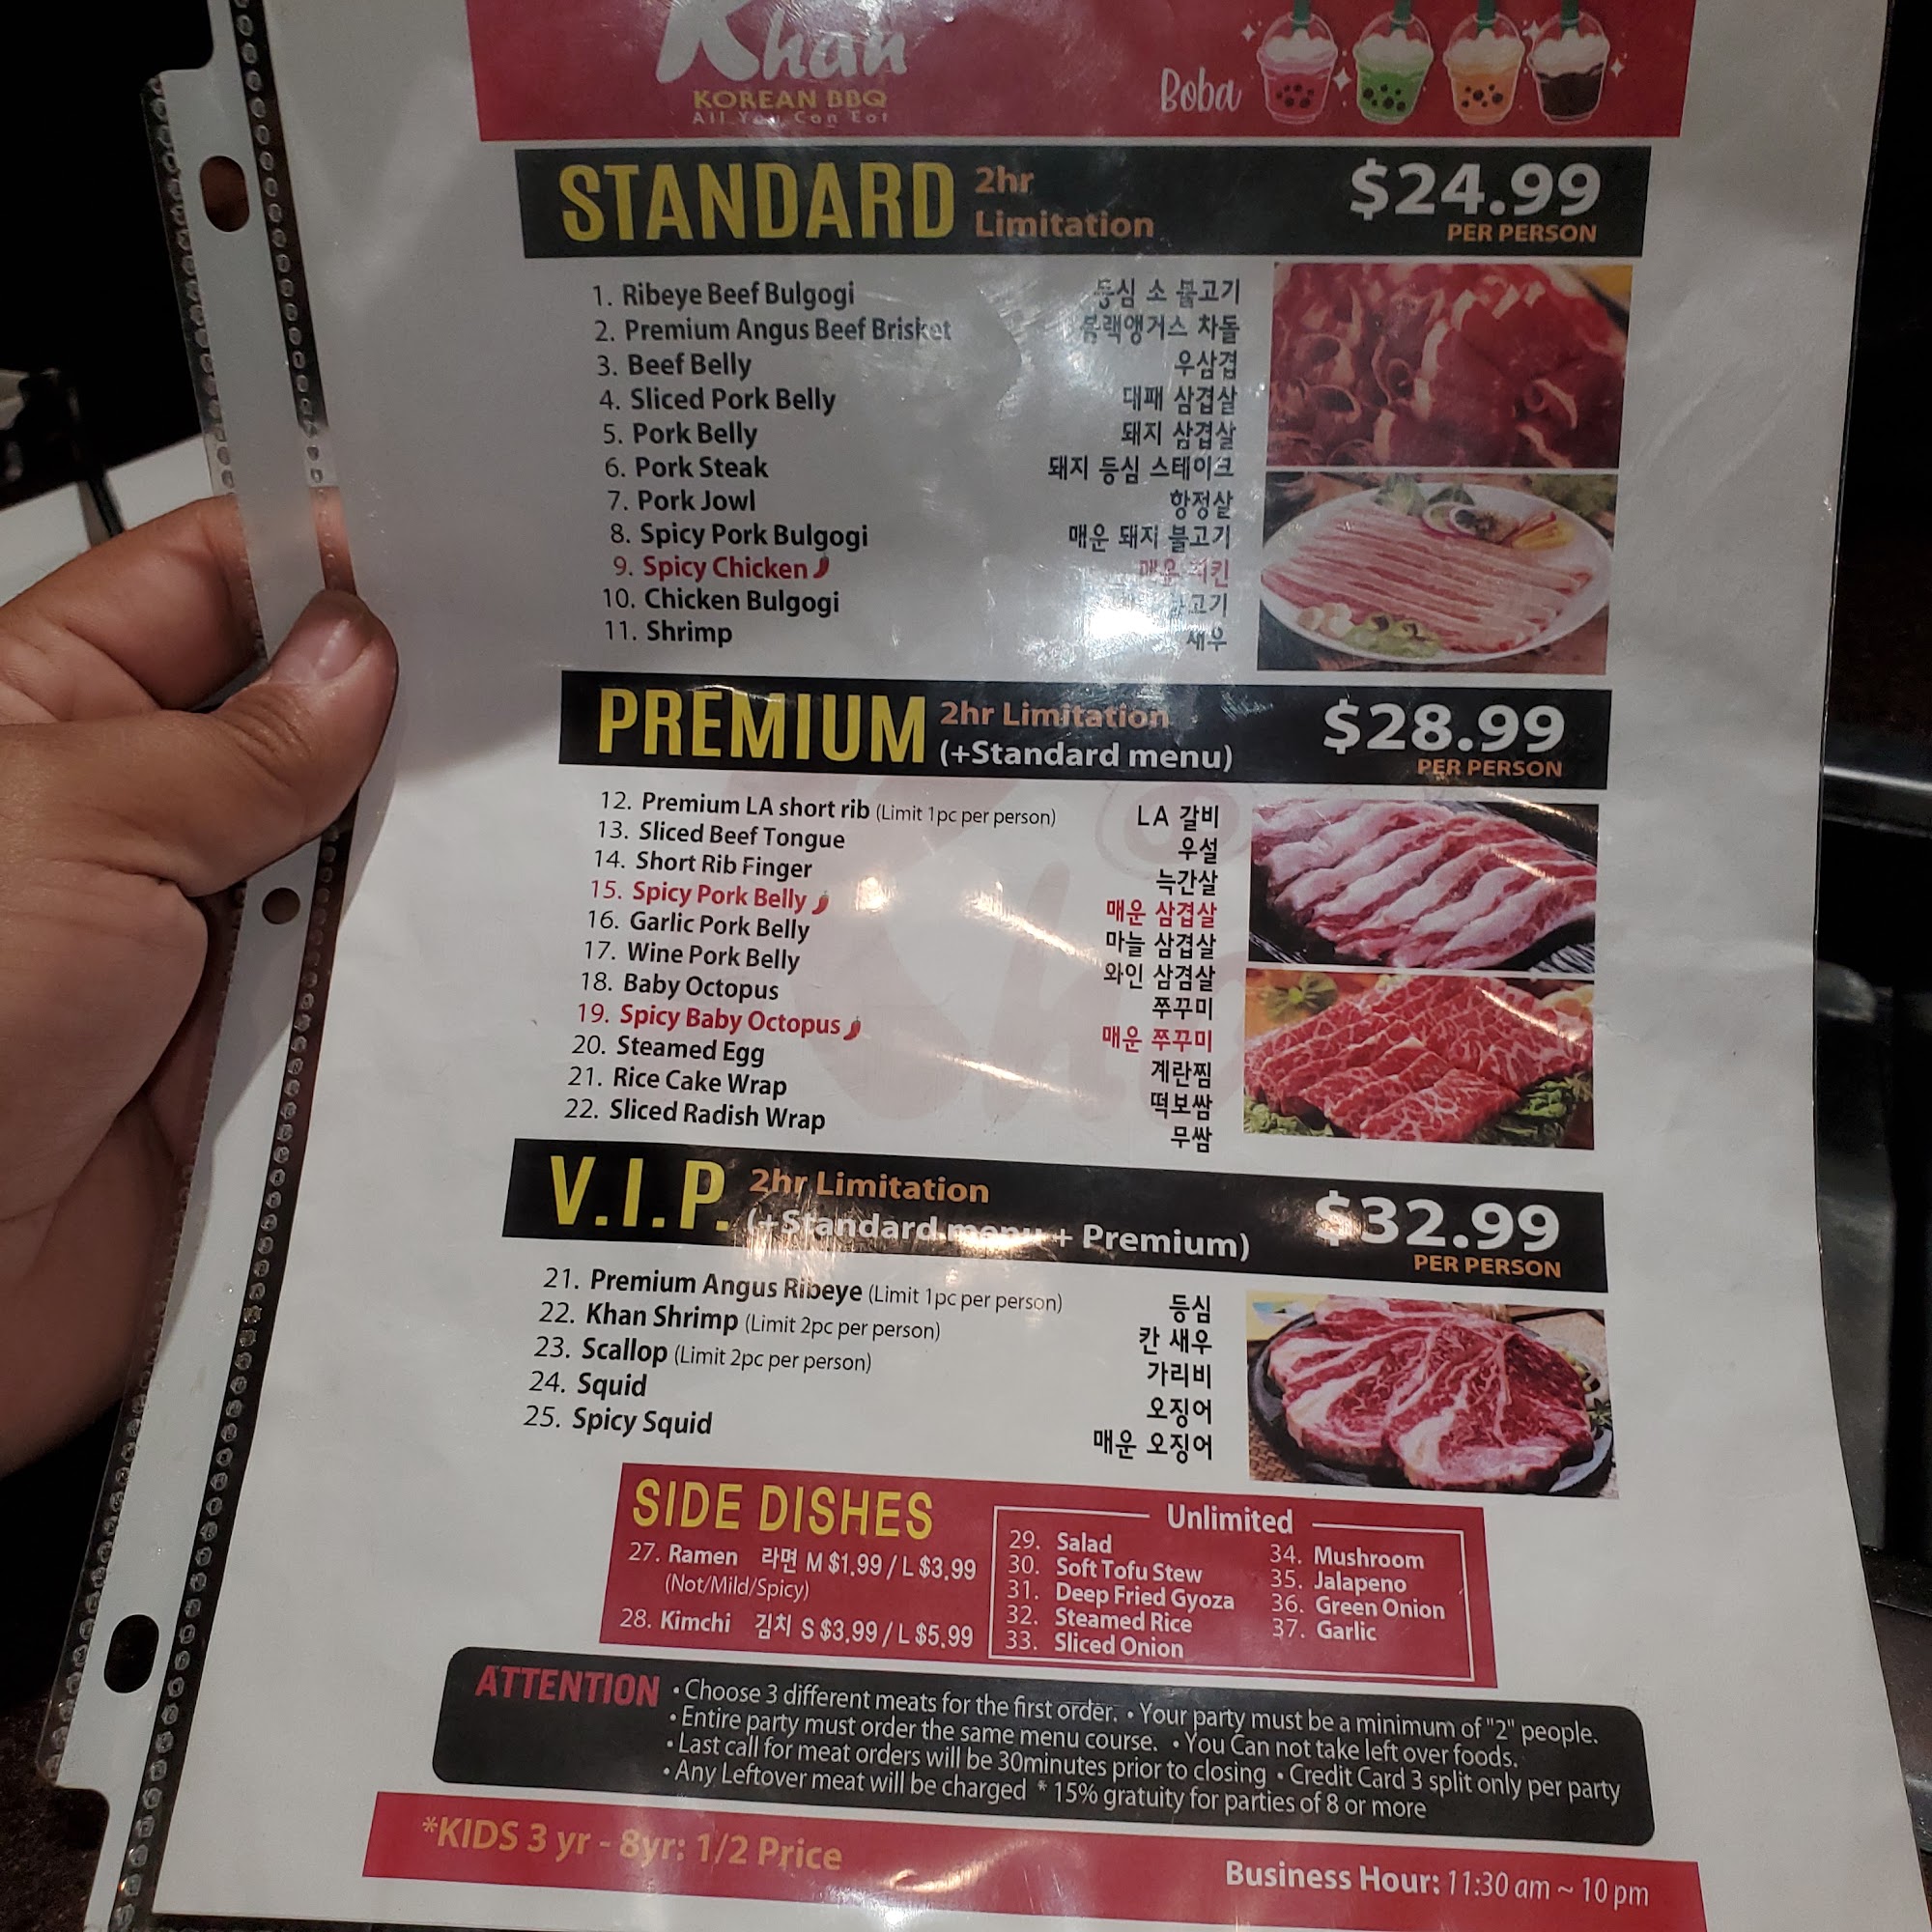 Khan
KOREAN BBQ
All You Can Eat
Boba
STANDARD 2hr Limitation $24.99 PER PERSON
1. Ribeye Beef Bulgogi 등심 소 불고기
2. Premium Angus Beef Brisket 블랙앵거스 차돌
3. Beef Belly 우삼겹
4. Sliced Pork Belly 대패 삼겹살
5. Pork Belly 돼지 삼겹살
6. Pork Steak 돼지 등심 스테이크
7. Pork Jowl 항정살
8. Spicy Pork Bulgogi 매운 돼지 불고기
9. Spicy Chicken 매운 치킨
10. Chicken Bulgogi
11. Shrimp 새우
PREMIUM 2hr Limitation (+Standard menu) $28.99 PER PERSON
12. Premium LA short rib (Limit 1pc per person) LA 갈비
13. Sliced Beef Tongue 우설
14. Short Rib Finger 늑간살
15. Spicy Pork Belly 매운 삼겹살
16. Garlic Pork Belly 마늘 삼겹살
17. Wine Pork Belly 와인 삼겸살
18. Baby Octopus 쭈꾸미
19. Spicy Baby Octopus 매운 쭈꾸미
20. Steamed Egg 계란찜
21. Rice Cake Wrap 떡보쌈
22. Sliced Radish Wrap 무쌈
V.I.P. 2hr Limitation (+Standard menu + Premium) $32.99 PER PERSON
21. Premium Angus Ribeye (Limit 1pc per person) 등심
22. Khan Shrimp (Limit 2pc per person) 칸 새우
23. Scallop (Limit 2pc per person) 가리비
24. Squid 오징어
25. Spicy Squid 매운 오징어
SIDE DISHES
27. Ramen 라면 M $1.99 / L $3.99
(Not/Mild/Spicy)
28. Kimchi 김치 S $3.99 / L $5.99
Unlimited
29. Salad
30. Soft Tofu Stew
31. Deep Fried Gyoza
32. Steamed Rice
33. Sliced Onion
34. Mushroom
35. Jalapeno
36. Green Onion
37. Garlic
ATTENTION
• Choose 3 different meats for the first order. • Your party must be a minimum of "2" people.
• Entire party must order the same menu course. • You Can not take left over foods.
• Last call for meat orders will be 30minutes prior to closing • Credit Card 3 split only per party
• Any Leftover meat will be charged * 15% gratuity for parties of 8 or more
*KIDS 3 yr - 8yr: 1/2 Price
Business Hour: 11:30 am ~ 10 pm